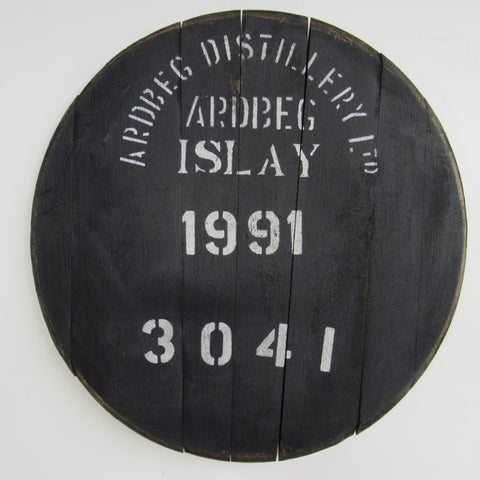 ARDBEG DISTILLERY LTD
ARDBEG
ISLAY
1991
3041